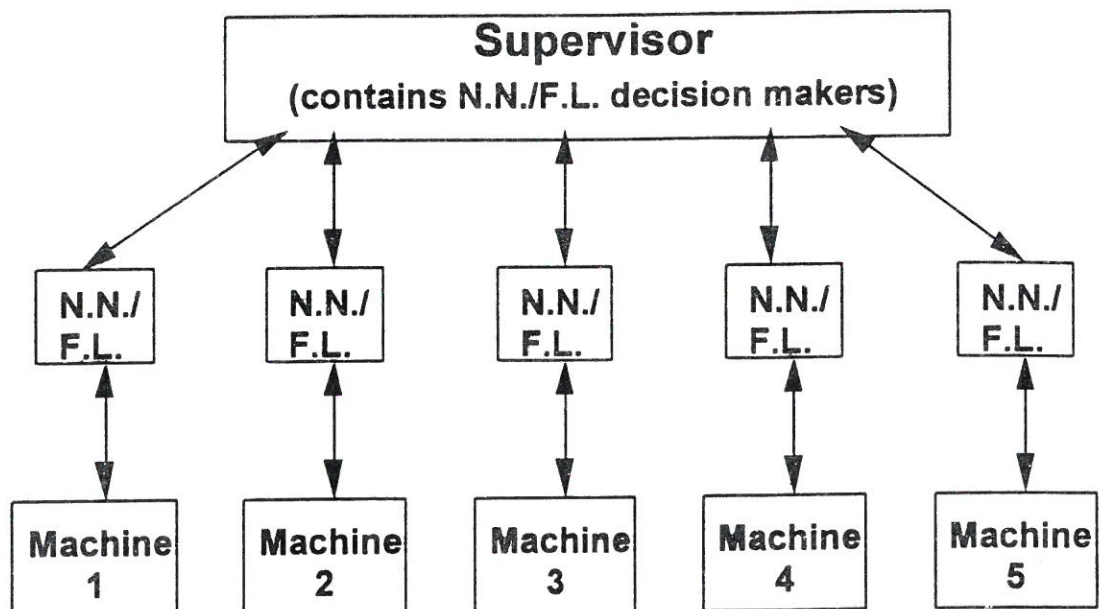 Supervisor
(contains N.N./F.L. decision makers)
N.N./
F.L.
N.N./
F.L.
N.N./
F.L.
N.N./
F.L.
N.N./
F.L.
Machine
1
Machine
2
Machine
3
Machine
4
Machine
5